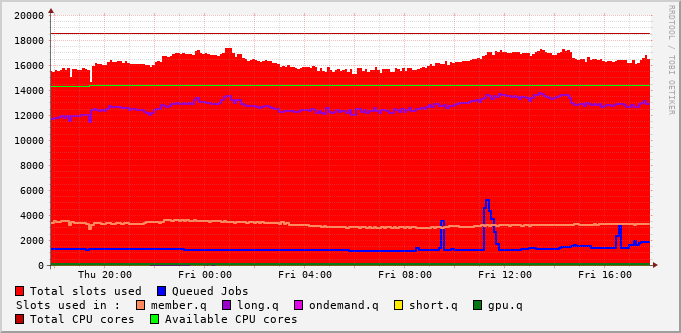 20000
18000
16000
14000
12000
10000
8000
6000
4000
2000
0
Thu 20:00 Fri 00:00 Fri 04:00 Fri 08:00 Fri 12:00 Fri 16:00
RRDTOOL / TOBI OETIKER
Total slots used Queued Jobs
Slots used in : member.q long.q ondemand.q short.q gpu.q
Total CPU cores Available CPU cores